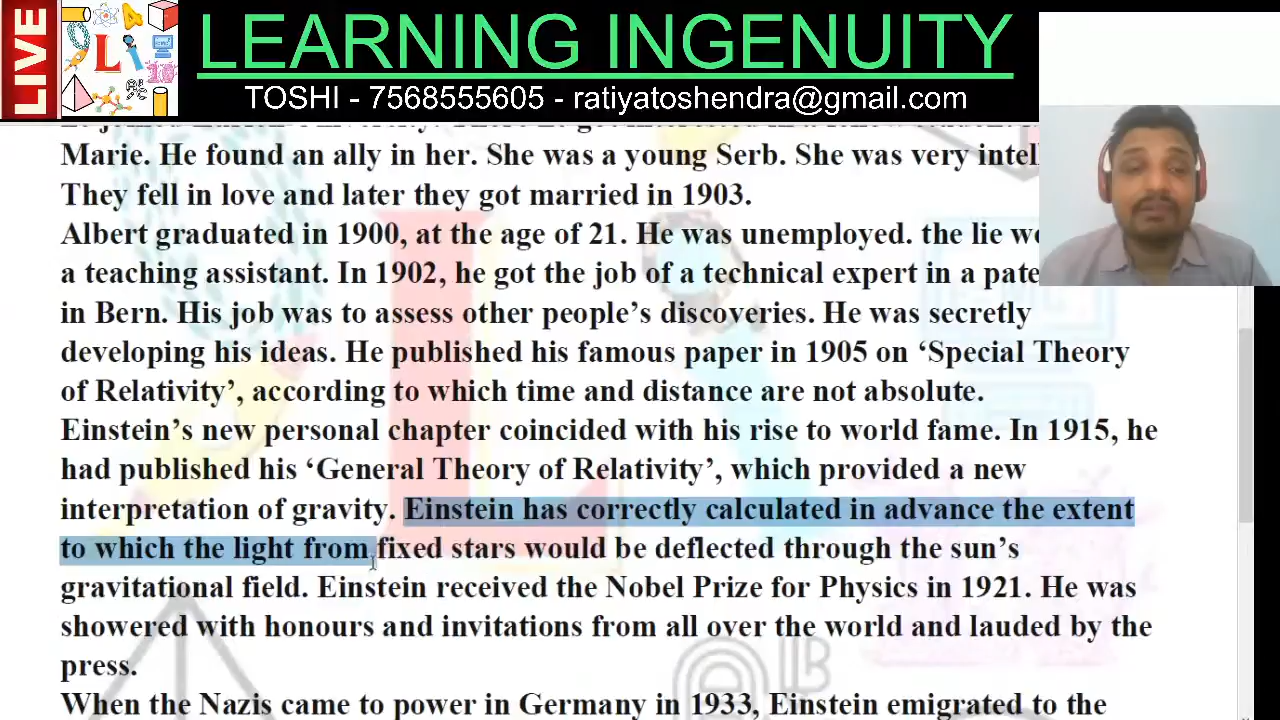 LIVE
LEARNING INGENUITY
TOSHI - 7568555605 - ratiyatoshendra@gmail.com
Marie. He found an ally in her. She was a young Serb. She was very
They fell in love and later they got married in 1903.
Albert graduated in 1900, at the age of 21. He was unemployed. the lie
a teaching assistant. In 1902, he got the job of a technical expert in a
in Bern. His job was to assess other people’s discoveries. He was secretly
developing his ideas. He published his famous paper in 1905 on ‘Special Theory
of Relativity’, according to which time and distance are not absolute.
Einstein’s new personal chapter coincided with his rise to world fame. In 1915, he
had published his ‘General Theory of Relativity’, which provided a new
interpretation of gravity. Einstein has correctly calculated in advance the extent
to which the light from fixed stars would be deflected through the sun’s
gravitational field. Einstein received the Nobel Prize for Physics in 1921. He was
showered with honours and invitations from all over the world and lauded by the
press.
When the Nazis came to power in Germany in 1933, Einstein emigrated to the